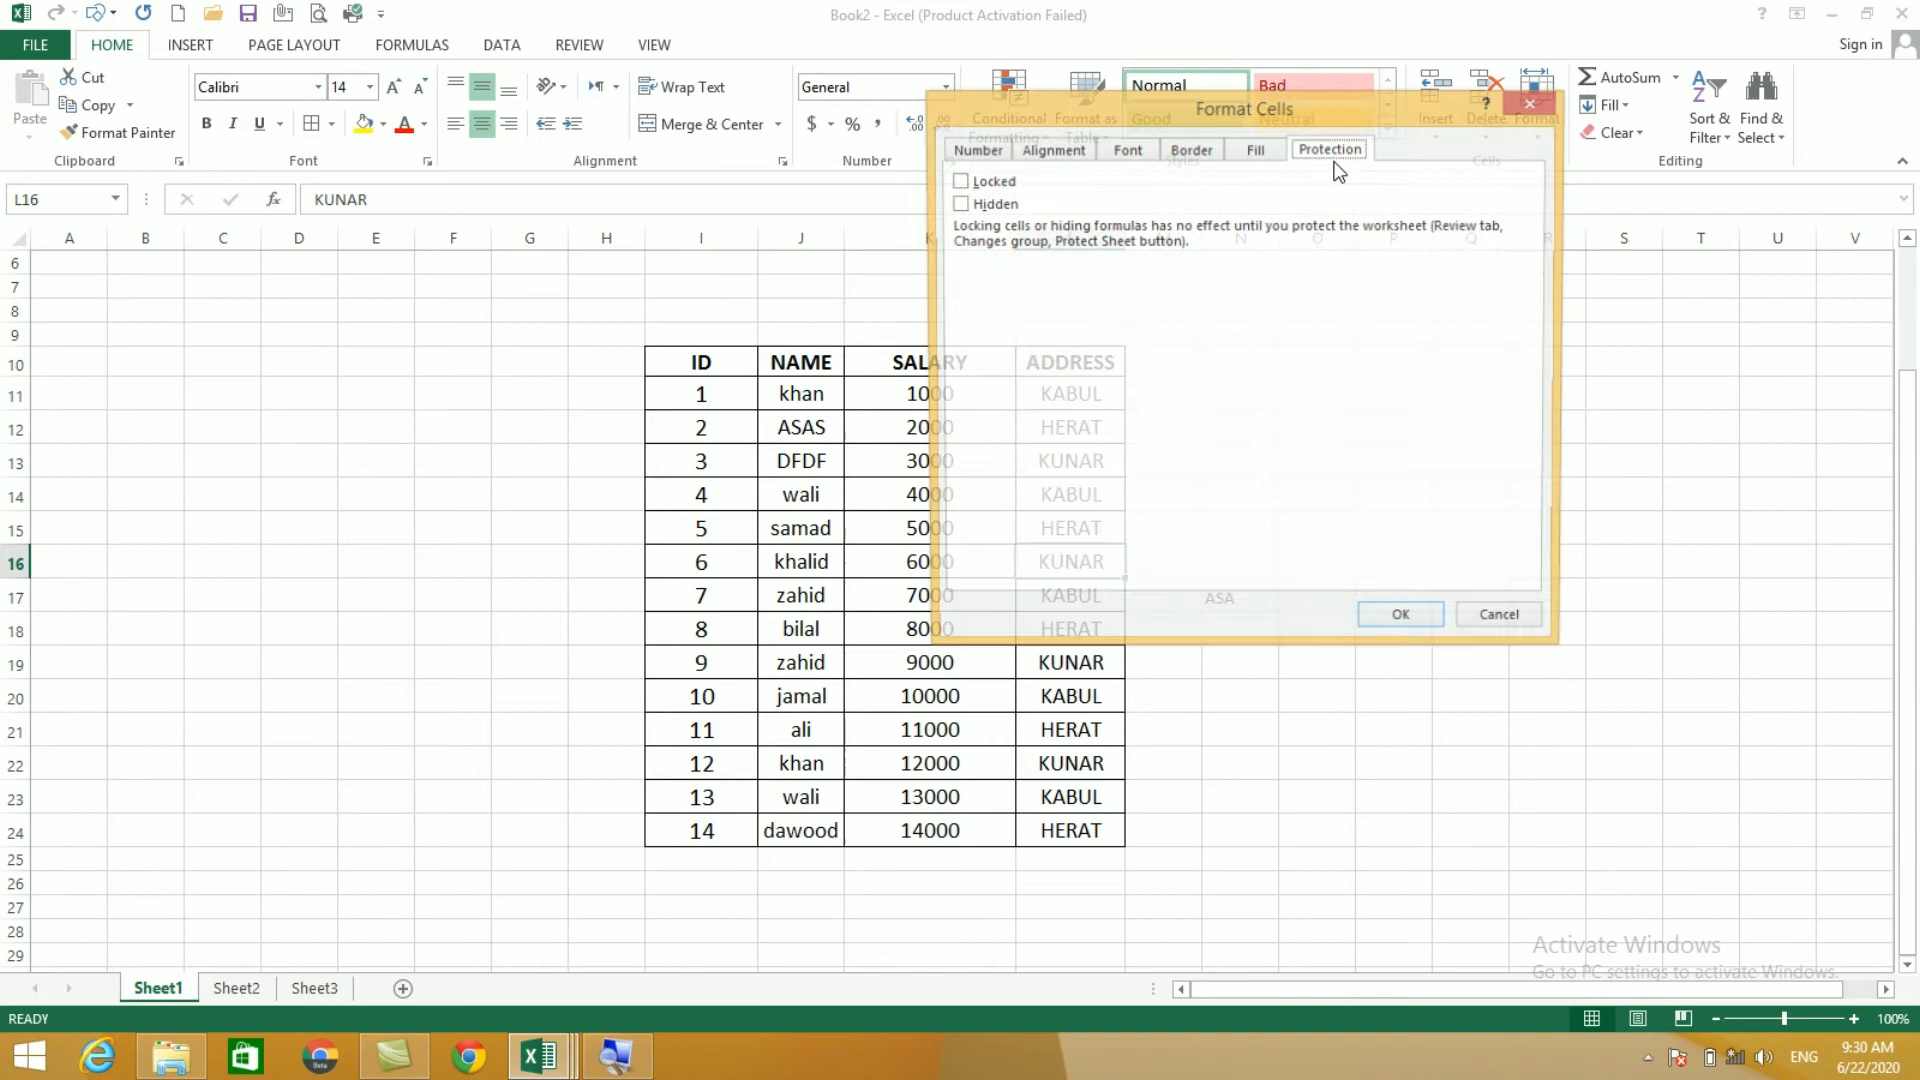 Book2 - Excel (Product Activation Failed)
FILE HOME INSERT PAGE LAYOUT FORMULAS DATA REVIEW VIEW Sign in
Paste
Cut
Copy
Format Painter
Clipboard
Calibri 14
B I U
Font
Wrap Text
Merge & Center
Alignment
General
$ % ,
Number
Conditional Formatting
Format as Table
Normal Bad
Good Neutral
Styles
Insert Delete Format
Cells
AutoSum
Fill
Clear
Sort & Filter
Find & Select
Editing
L16 fx KUNAR
Format Cells
Number Alignment Font Border Fill Protection
Locked
Hidden
Locking cells or hiding formulas has no effect until you protect the worksheet (Review tab,
Changes group, Protect Sheet button).
OK Cancel
A B C D E F G H I J K N O P Q R S T U V
6
7
8
9
10 ID NAME SALARY ADDRESS
11 1 khan 1000 KABUL
12 2 ASAS 2000 HERAT
13 3 DFDF 3000 KUNAR
14 4 wali 4000 KABUL
15 5 samad 5000 HERAT
16 6 khalid 6000 KUNAR
17 7 zahid 7000 KABUL ASA
18 8 bilal 8000 HERAT
19 9 zahid 9000 KUNAR
20 10 jamal 10000 KABUL
21 11 ali 11000 HERAT
22 12 khan 12000 KUNAR
23 13 wali 13000 KABUL
24 14 dawood 14000 HERAT
25
26
27
28
29
Activate Windows
Go to PC settings to activate Windows.
Sheet1 Sheet2 Sheet3
READY 100%
Beta
ENG
9:30 AM
6/22/2020